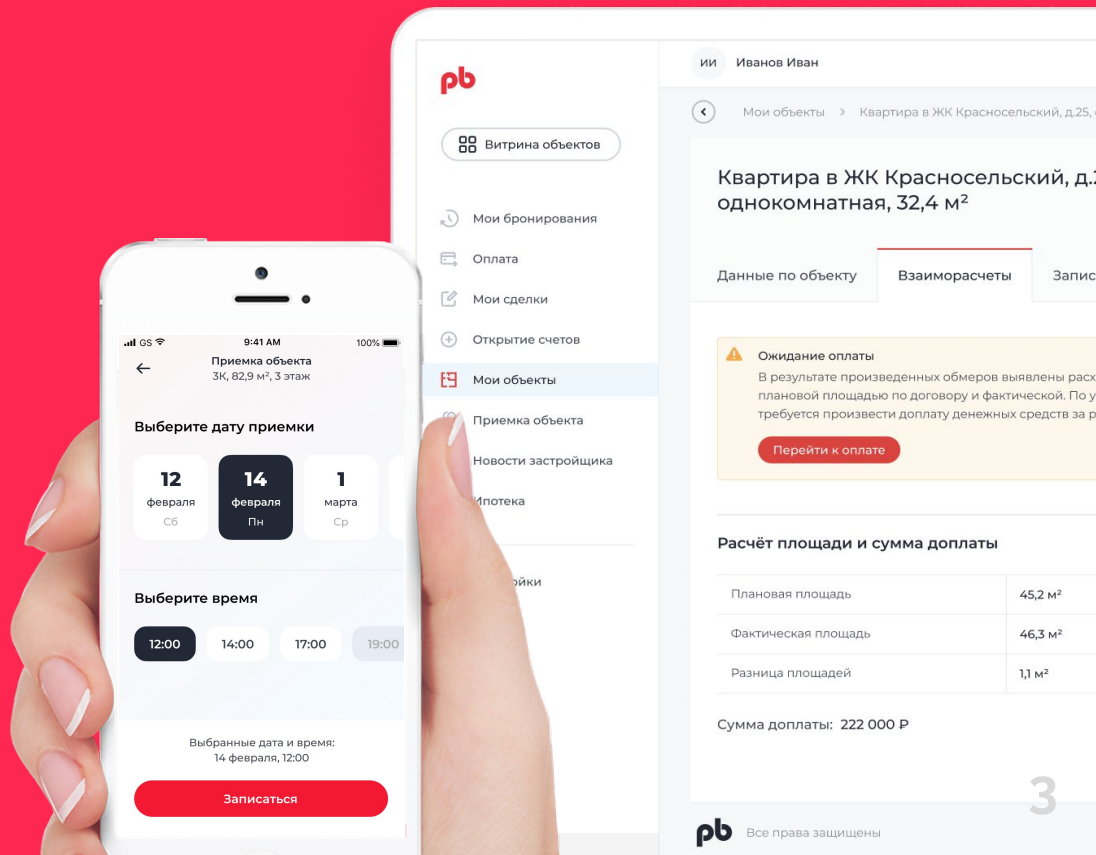 pb
Витрина объектов
Мои бронирования
Оплата
Мои сделки
Открытие счетов
Мои объекты
Приемка объекта
Новости застройщика
Ипотека
ИИ Иванов Иван
Мои объекты > Квартира в ЖК Красносельский, д.25,
Квартира в ЖК Красносельский, д.2
однокомнатная, 32,4 м²
Данные по объекту Взаиморасчеты Запис
Ожидание оплаты
В результате произведенных обмеров выявлены расх
плановой площадью по договору и фактической. По у
требуется произвести доплату денежных средств за р
Перейти к оплате
Расчёт площади и сумма доплаты
Плановая площадь 45,2 м²
Фактическая площадь 46,3 м²
Разница площадей 1,1 м²
Сумма доплаты: 222 000 ₽
3
pb Все права защищены
GS 9:41 AM 100%
Приемка объекта
3К, 82,9 м², 3 этаж
Выберите дату приемки
12 14 1
февраля февраля марта
Сб Пн Ср
Выберите время
12:00 14:00 17:00 19:00
Выбранные дата и время:
14 февраля, 12:00
Записаться